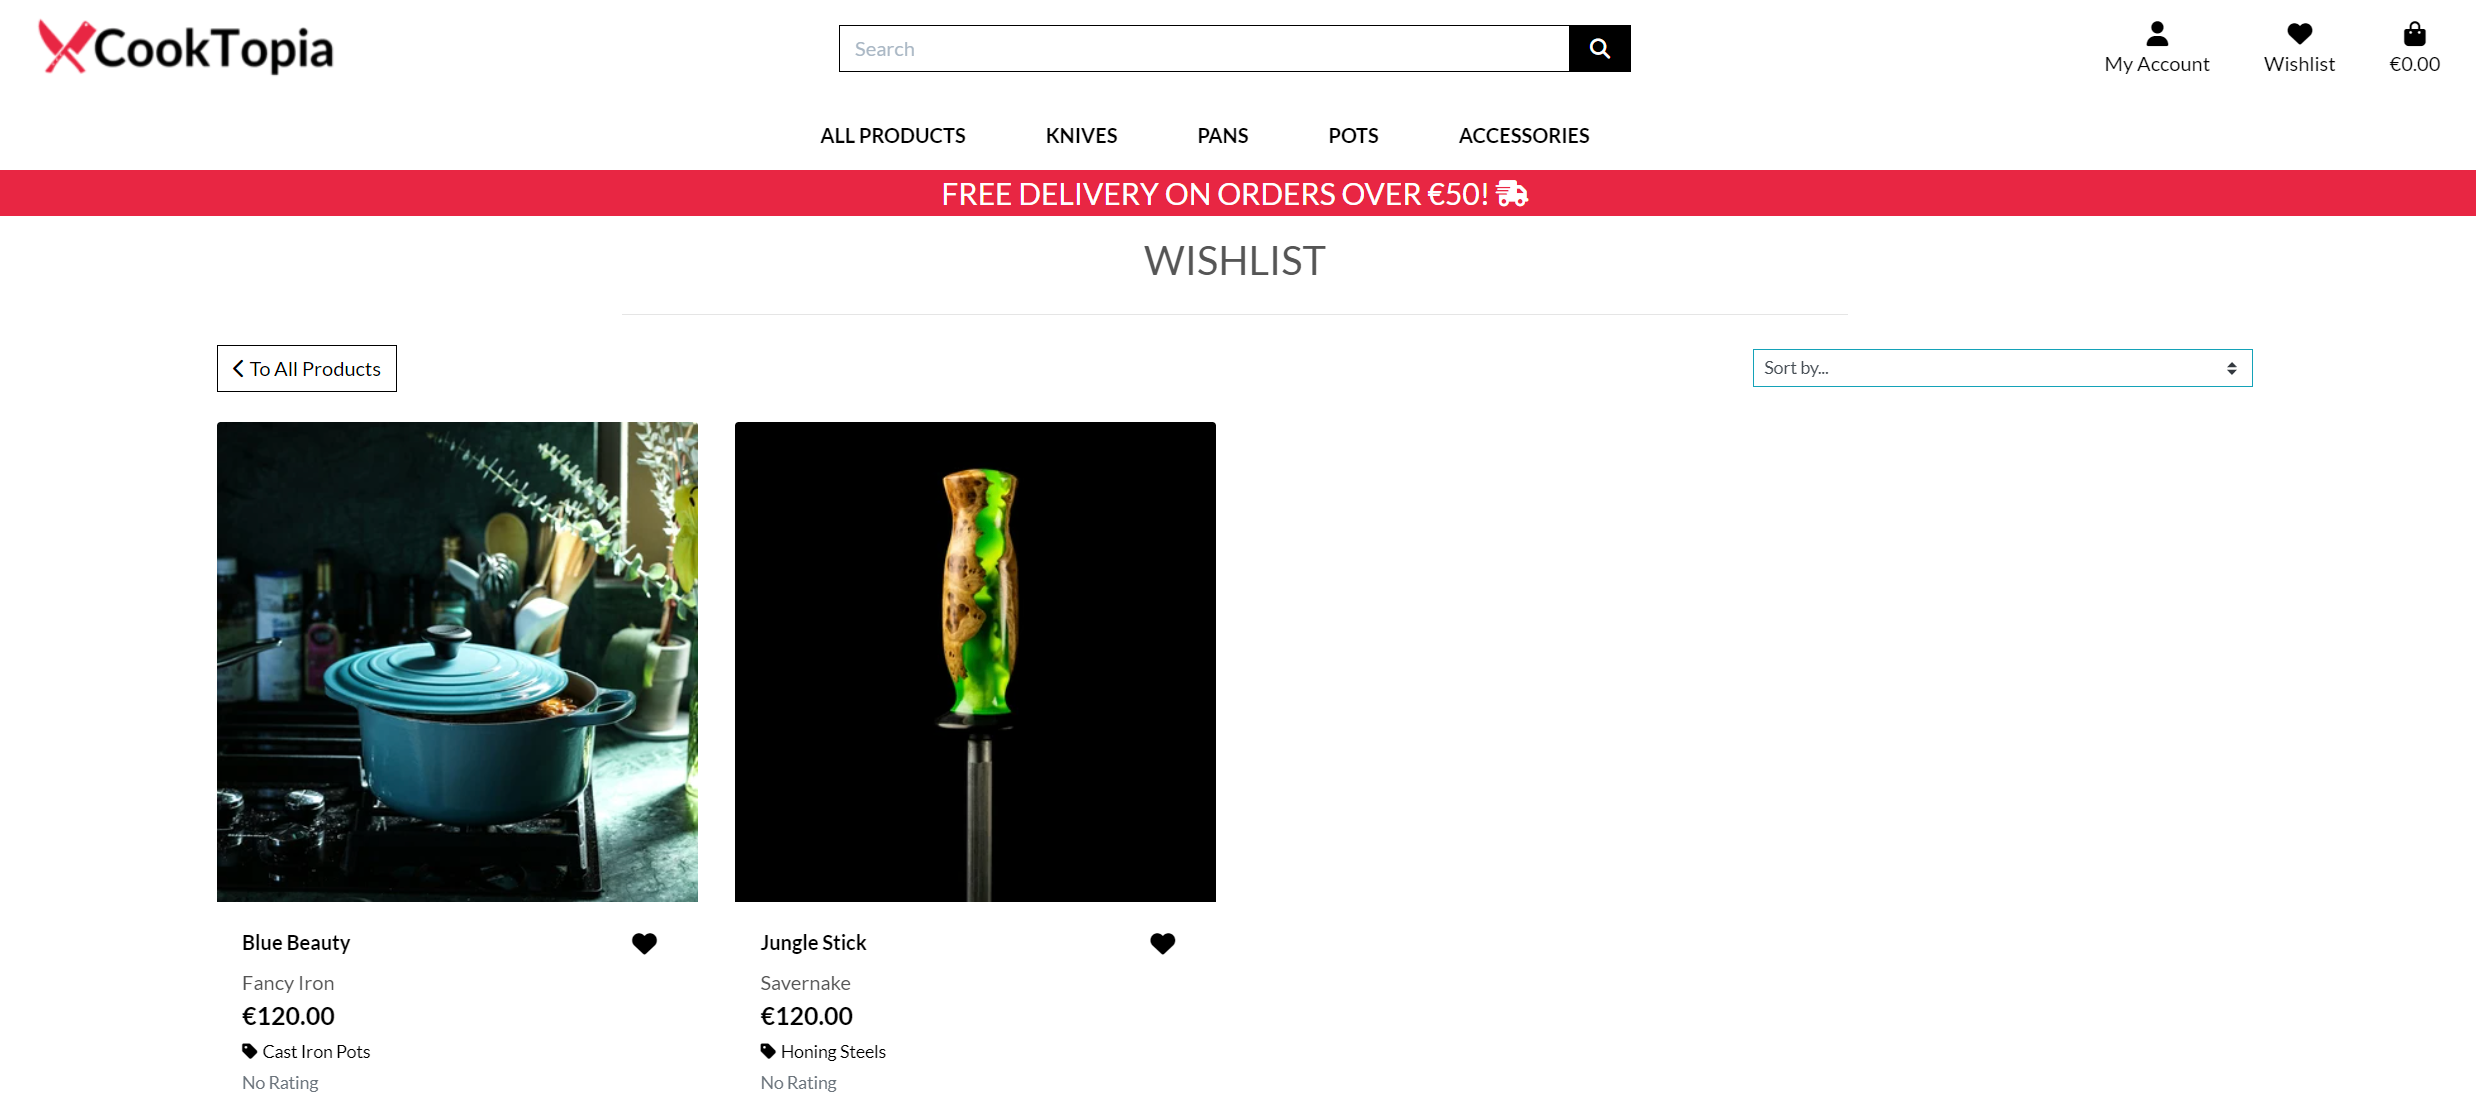 CookTopia
Search
My Account
Wishlist
€0.00
ALL PRODUCTS
KNIVES
PANS
POTS
ACCESSORIES
FREE DELIVERY ON ORDERS OVER €50!
WISHLIST
To All Products
Sort by...
Blue Beauty
Fancy Iron
€120.00
Cast Iron Pots
No Rating
Jungle Stick
Savernake
€120.00
Honing Steels
No Rating